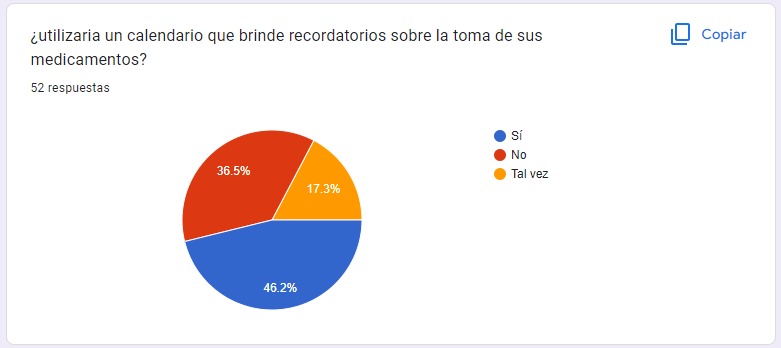 ¿utilizaria un calendario que brinde recordatorios sobre la toma de sus
medicamentos?
Copiar
52 respuestas
Sí
No
Tal vez
36.5%
17.3%
46.2%